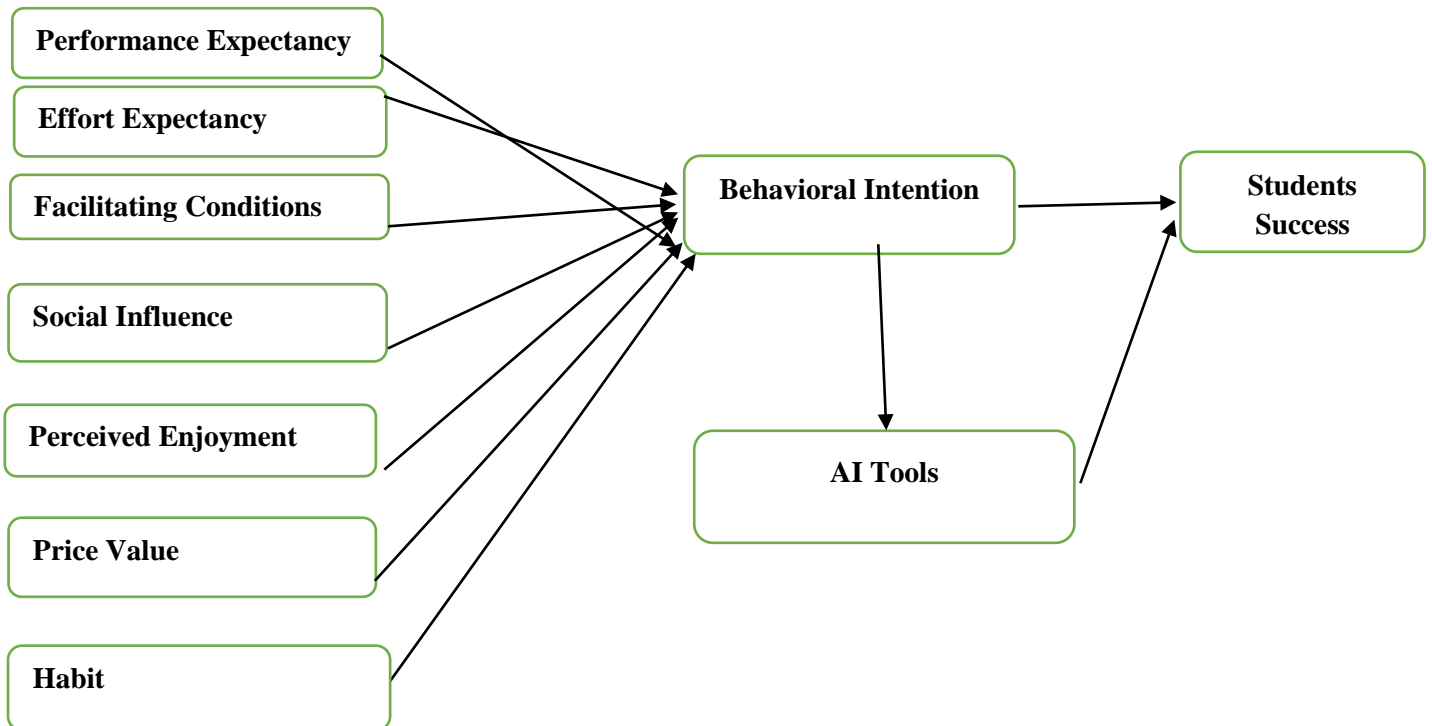 Performance Expectancy
Effort Expectancy
Facilitating Conditions
Social Influence
Perceived Enjoyment
Price Value
Habit
Behavioral Intention
AI Tools
Students
Success